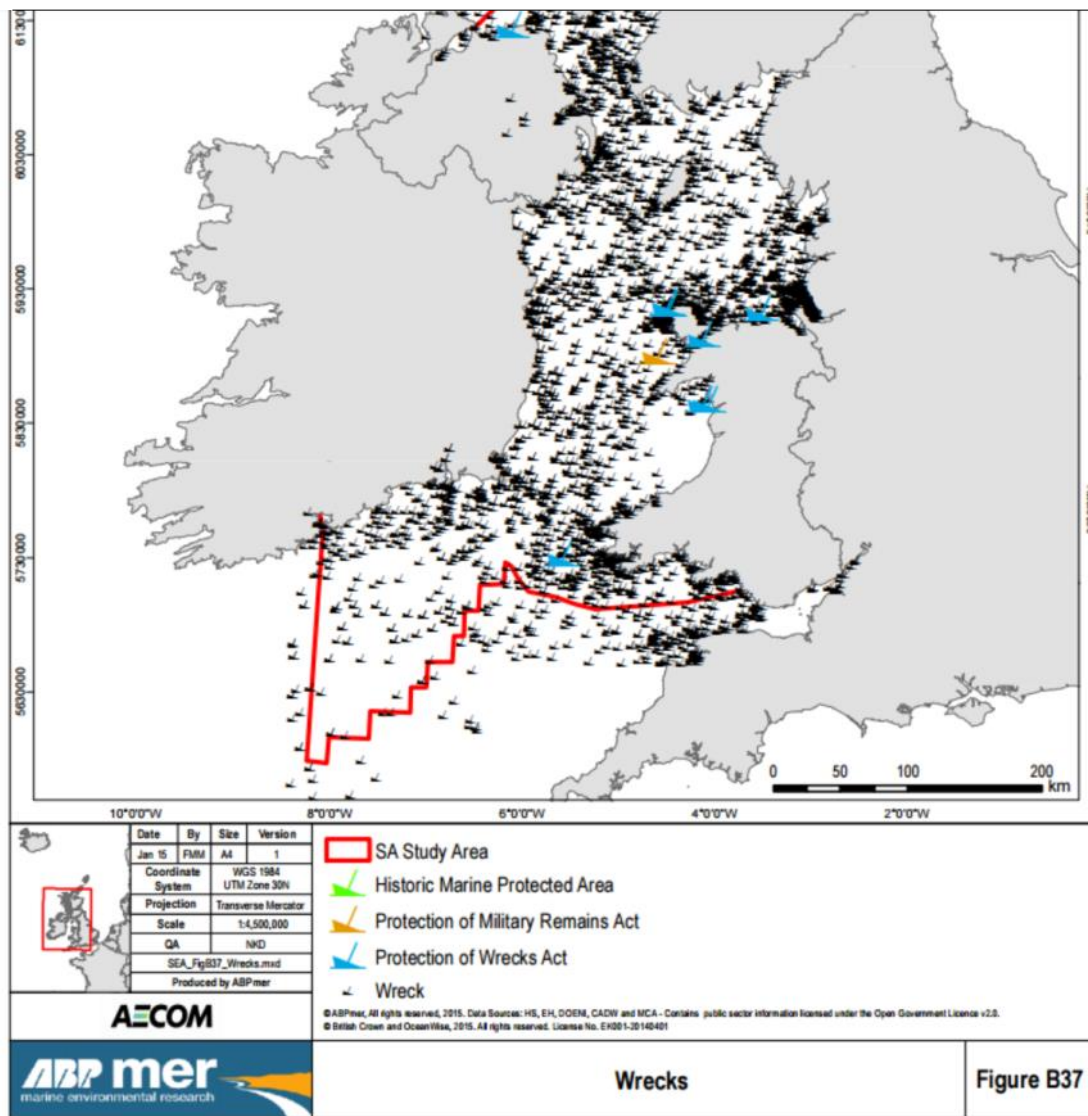 6130
6030000
5930000
5830000
5730000
5630000
0 50 100 200
km
10°0'0"W 8°0'0"W 6°0'0"W 4°0'0"W 2°0'0"W
Date By Size Version
Jan 15 FMM A4 1
Coordinate System WGS 1984 UTM Zone 30N
Projection Transverse Mercator
Scale 1:4,500,000
QA NKD
SEA_FigB37_Wrecks.mxd
Produced by ABPmer
AECOM
ABP mer
marine environmental research
SA Study Area
Historic Marine Protected Area
Protection of Military Remains Act
Protection of Wrecks Act
Wreck
© ABPmer, All rights reserved, 2015. Data Sources: HS, EH, DOENI, CADW and MCA - Contains public sector information licensed under the Open Government Licence v2.0.
© British Crown and OceanWise, 2015. All rights reserved. License No. EK001-20140401
Wrecks
Figure B37